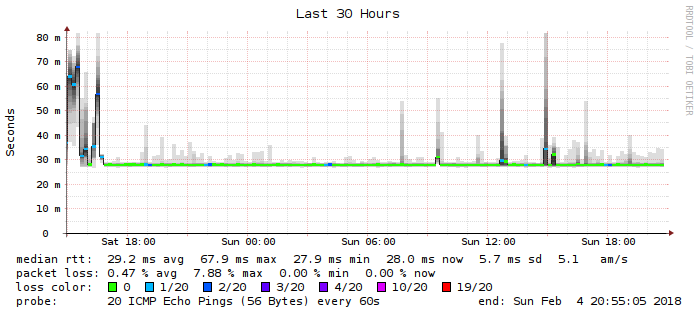 Last 30 Hours
RRDTOOL / TOBI OETIKER
Seconds
80 m
70 m
60 m
50 m
40 m
30 m
20 m
10 m
0
Sat 18:00 Sun 00:00 Sun 06:00 Sun 12:00 Sun 18:00
median rtt: 29.2 ms avg 67.9 ms max 27.9 ms min 28.0 ms now 5.7 ms sd 5.1 am/s
packet loss: 0.47 % avg 7.88 % max 0.00 % min 0.00 % now
loss color: 0 1/20 2/20 3/20 4/20 10/20 19/20
probe: 20 ICMP Echo Pings (56 Bytes) every 60s end: Sun Feb 4 20:55:05 2018